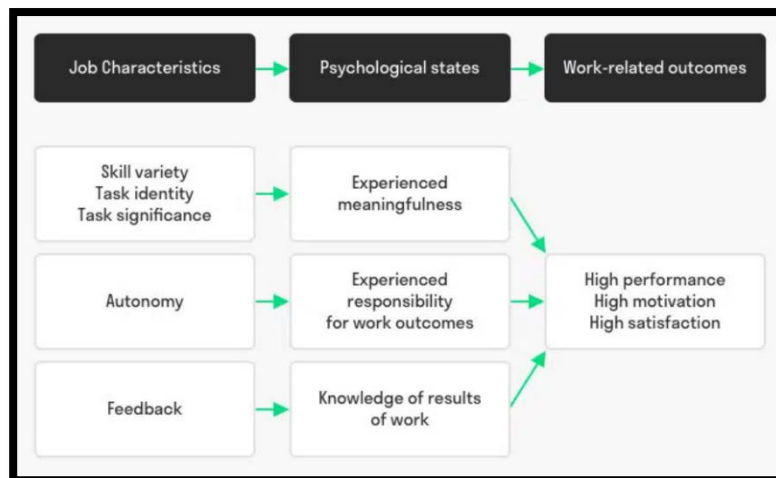 Job Characteristics
Psychological states
Work-related outcomes
Skill variety
Task identity
Task significance
Experienced
meaningfulness
Autonomy
Experienced
responsibility
for work outcomes
High performance
High motivation
High satisfaction
Feedback
Knowledge of results
of work